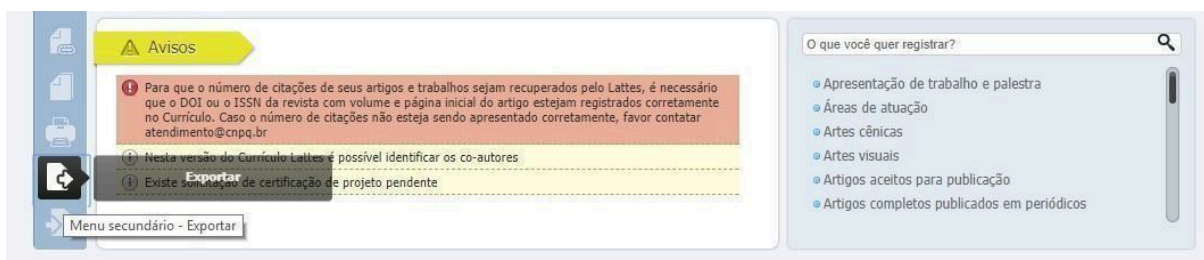 Avisos
Para que o número de citações de seus artigos e trabalhos sejam recuperados pelo Lattes, é necessário
que o DOI ou o ISSN da revista com volume e página inicial do artigo estejam registrados corretamente
no Currículo. Caso o número de citações não esteja sendo apresentado corretamente, favor contatar
atendimento@cnpq.br
Nesta versão do Currículo Lattes é possível identificar os co-autores
Existe solicitação de certificação de projeto pendente
Exportar
Menu secundário - Exportar
O que você quer registrar?
Apresentação de trabalho e palestra
Áreas de atuação
Artes cênicas
Artes visuais
Artigos aceitos para publicação
Artigos completos publicados em periódicos